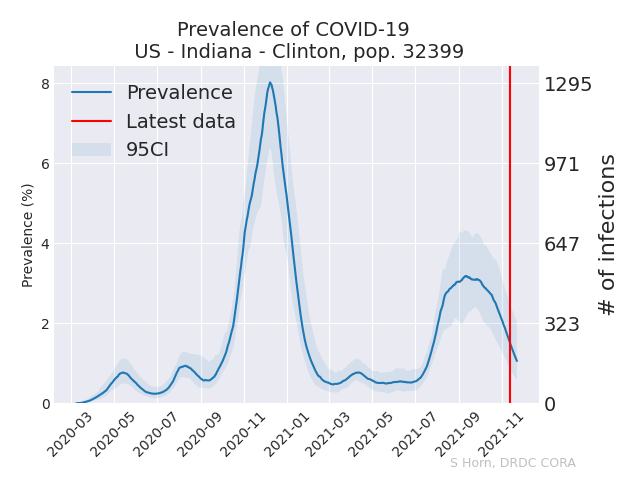 Prevalence of COVID-19
US - Indiana - Clinton, pop. 32399
Prevalence
Latest data
95CI
Prevalence (%)
8
6
4
2
0
1295
971
647
323
0
# of infections
2020-03
2020-05
2020-07
2020-09
2020-11
2021-01
2021-03
2021-05
2021-07
2021-09
2021-11
S Horn, DRDC CORA